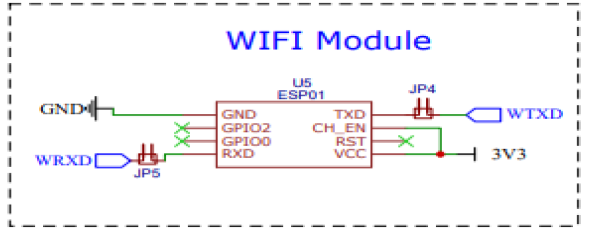 WIFI Module
U5
ESP01
JP4
GND
GND TXD
WTXD
GPIO2 CH_EN
GPIO0 RST
WRXD
RXD VCC
3V3
JP5